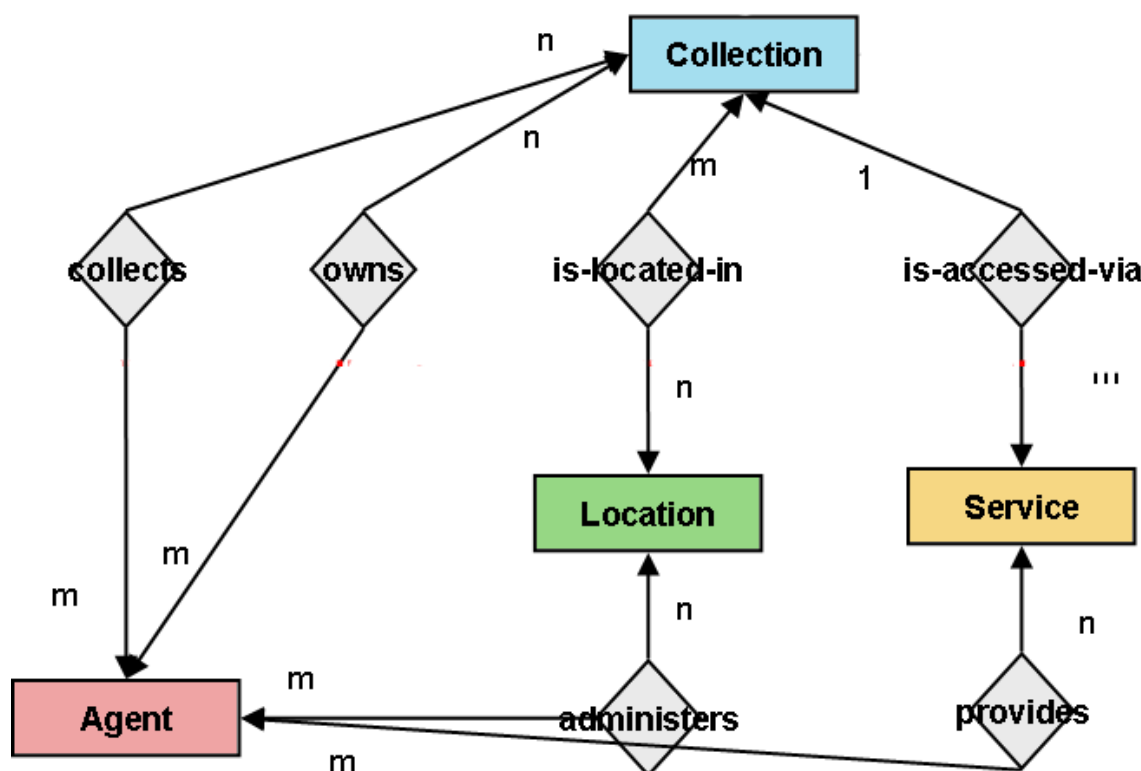 Collection
n
n
m
1
collects
owns
is-located-in
is-accessed-via
n
Location
Service
m
m
n
n
m
Agent
administers
provides
m